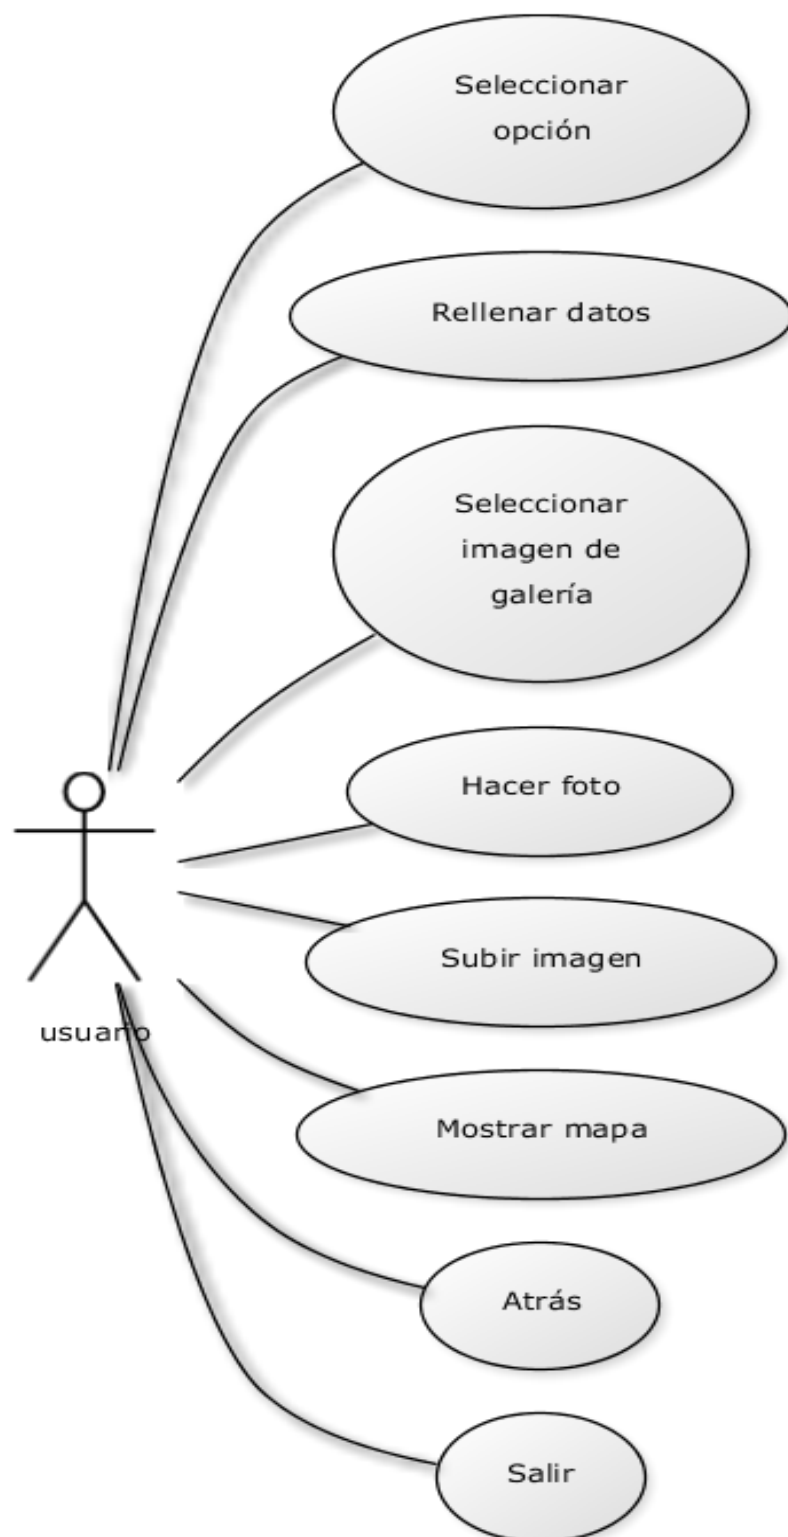 Seleccionar
opción
Rellenar datos
Seleccionar
imagen de
galería
Hacer foto
Subir imagen
usuario
Mostrar mapa
Atrás
Salir